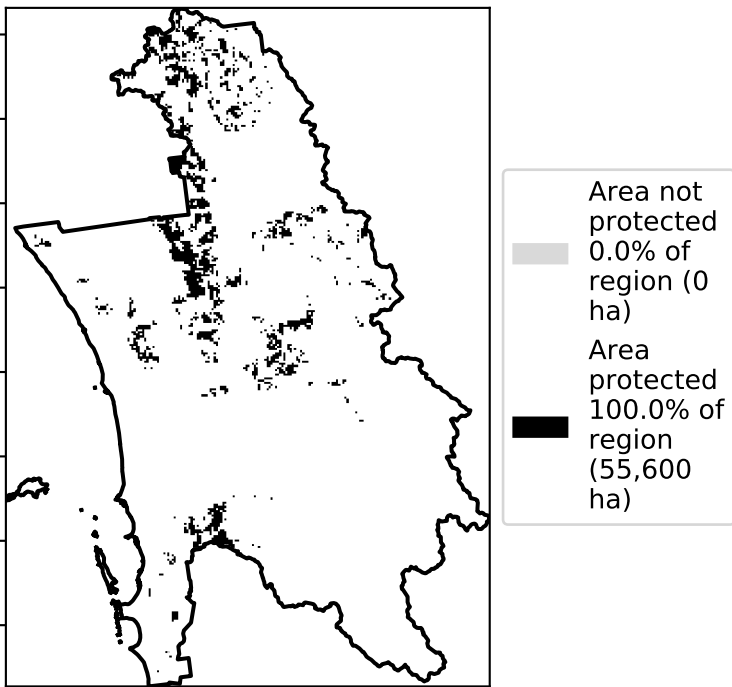 Area not
protected
0.0% of
region (0
ha)
Area
protected
100.0% of
region
(55,600
ha)